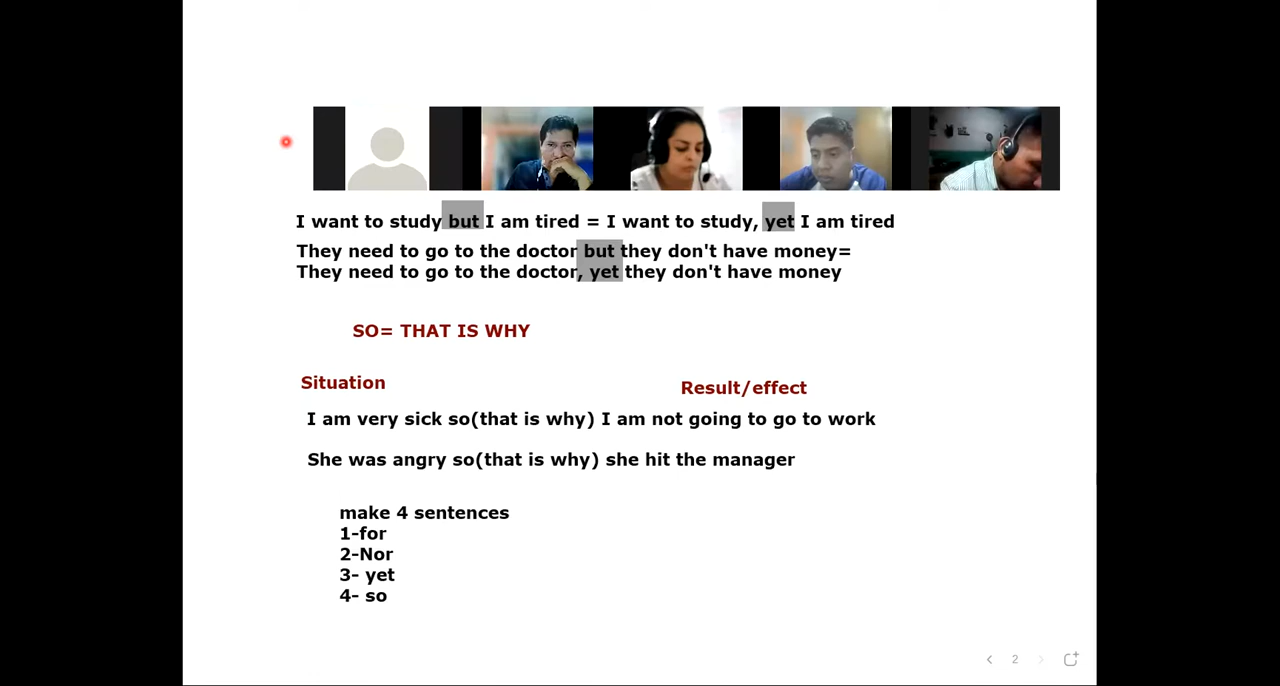 I want to study but I am tired = I want to study, yet I am tired
They need to go to the doctor but they don't have money=
They need to go to the doctor, yet they don't have money
SO= THAT IS WHY
Situation
Result/effect
I am very sick so(that is why) I am not going to go to work
She was angry so(that is why) she hit the manager
make 4 sentences
1-for
2-Nor
3- yet
4- so
2